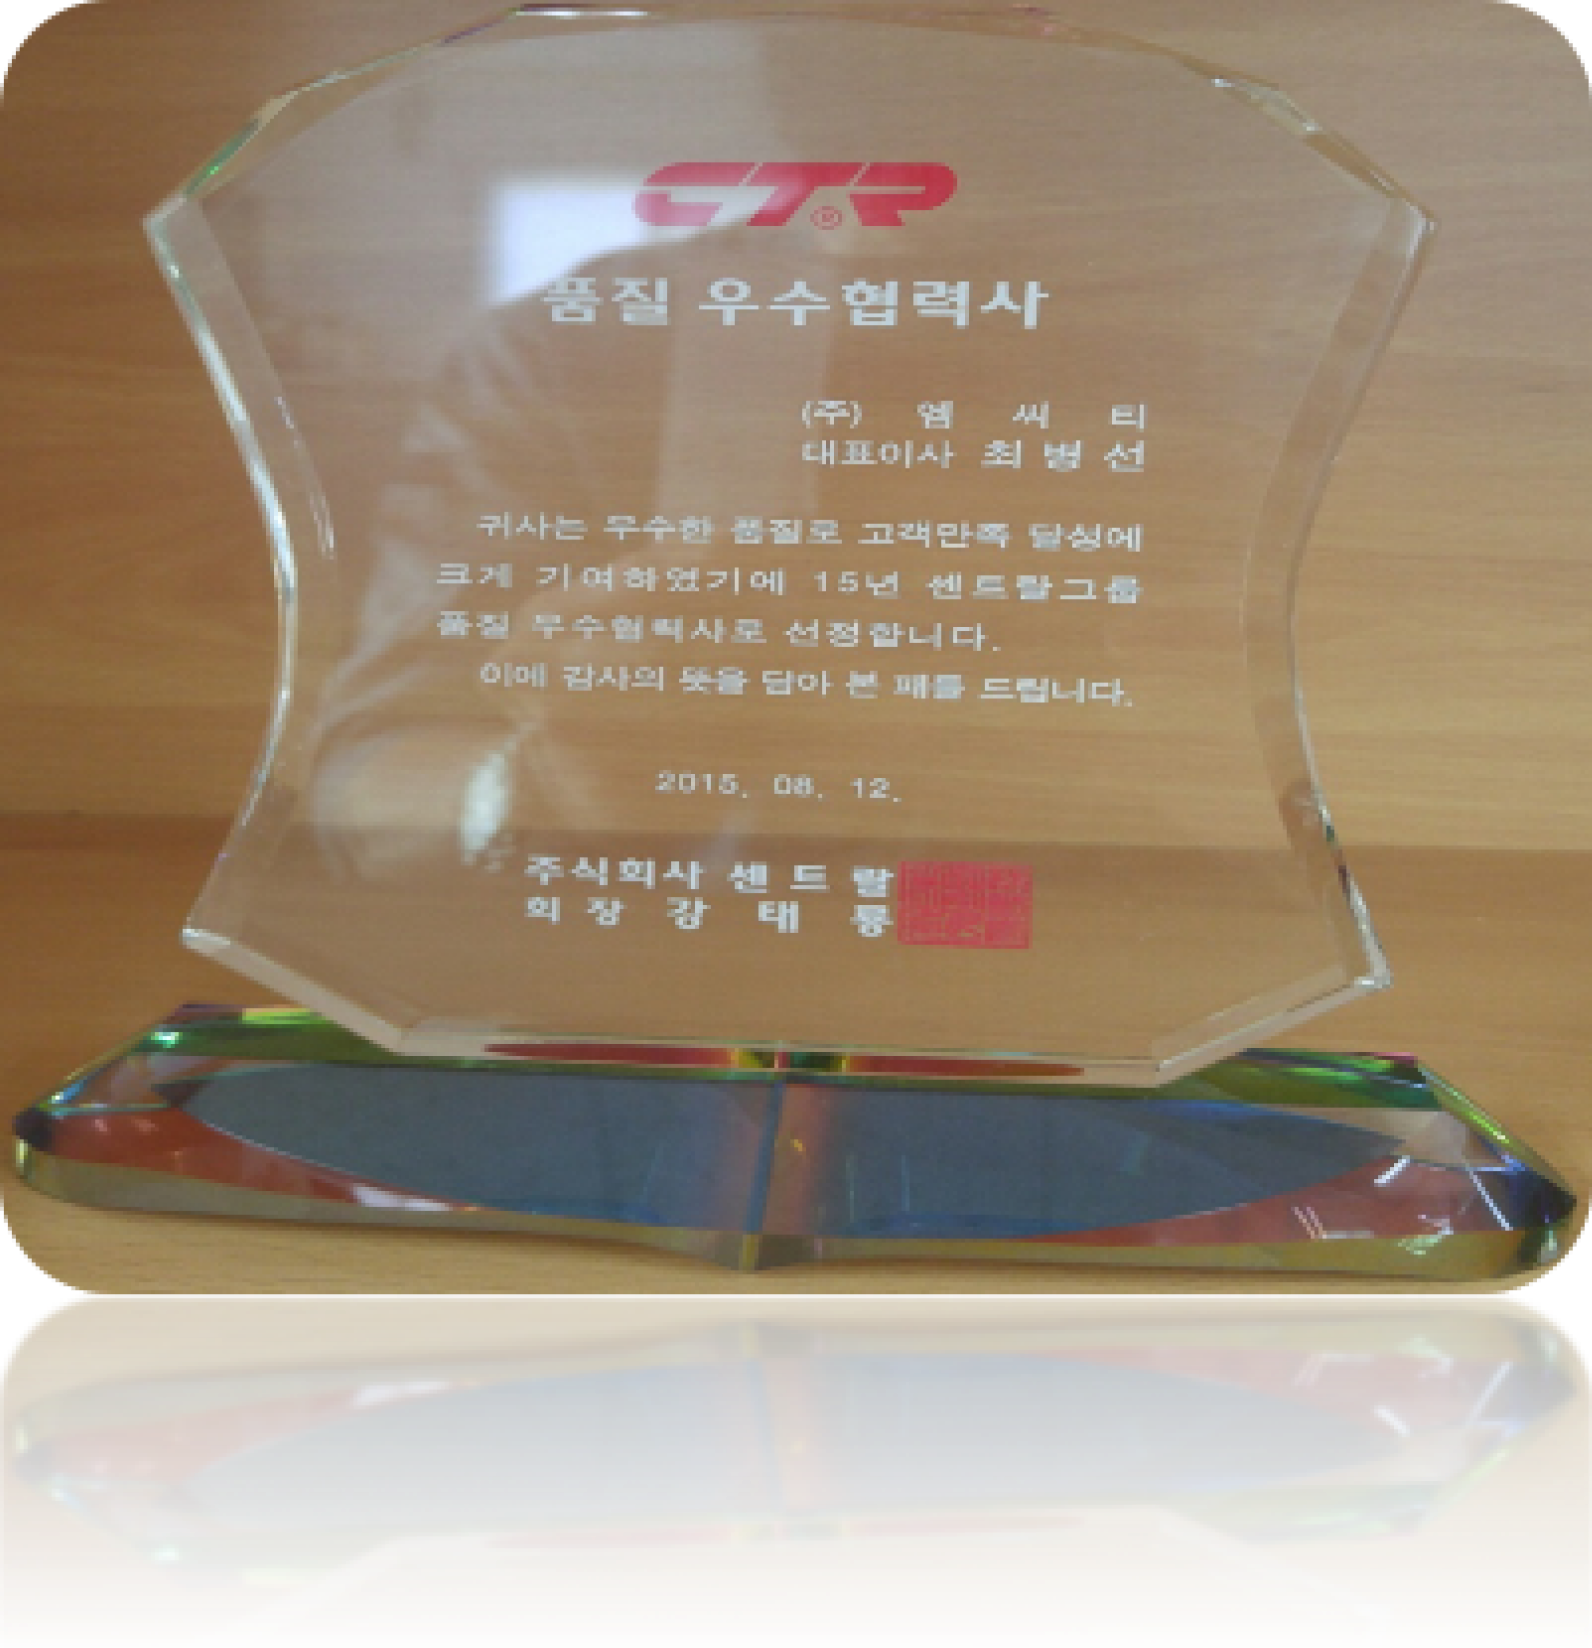 CTR®
품질 우수협력사
(주) 엠 씨 티
대표이사 최 병 선
귀사는 우수한 품질로 고객만족 달성에
크게 기여하였기에 15년 센트랄그룹
품질 우수협력사로 선정합니다.
이에 감사의 뜻을 담아 본 패를 드립니다.
2015. 08. 12.
주식회사 센 트 랄
회 장 강 태 룡